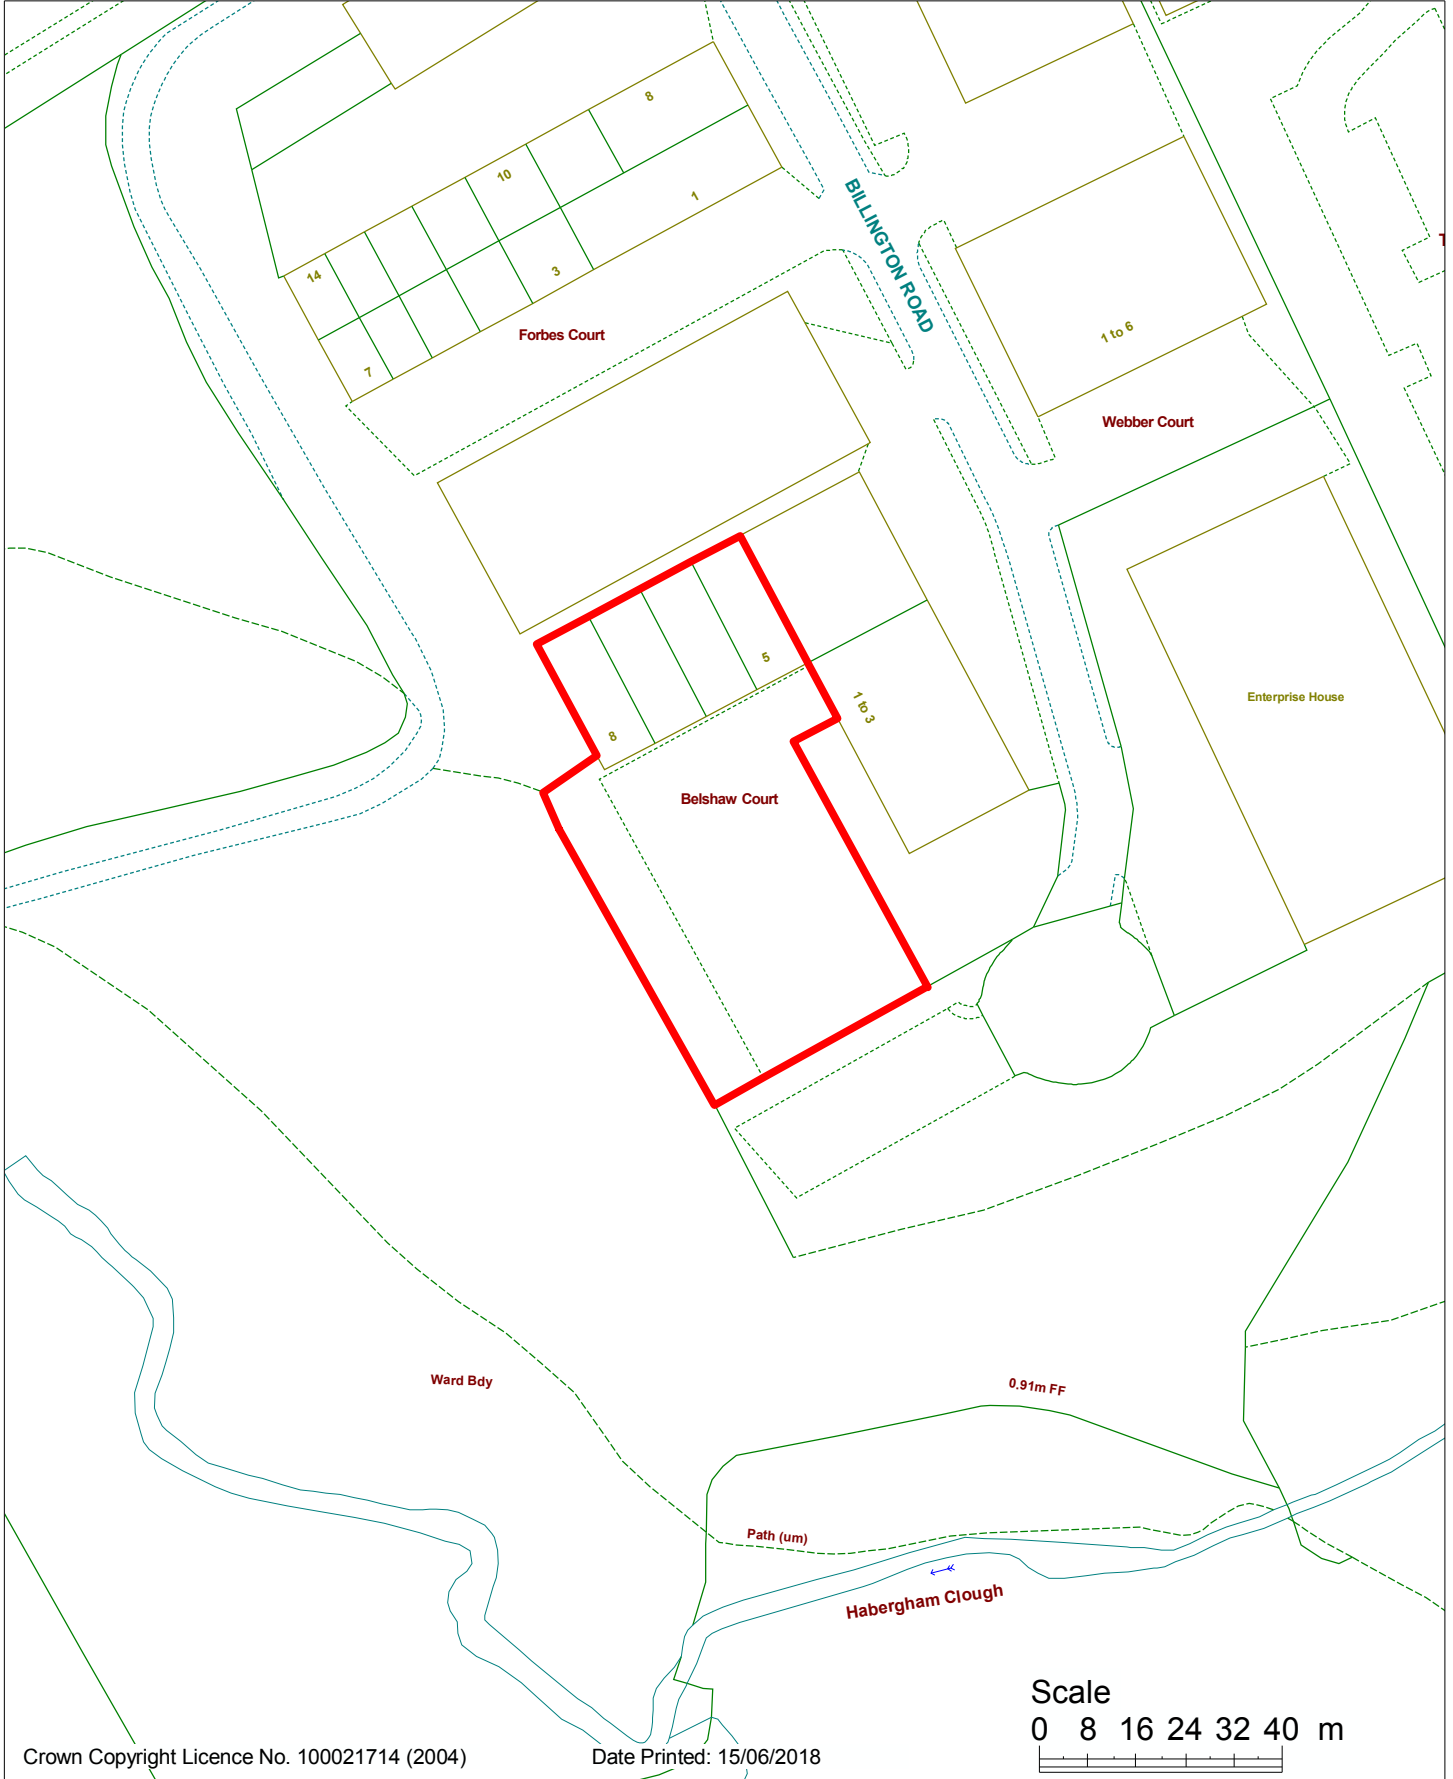 8
10
1
BILLINGTON ROAD
14
3
1 to 6
Forbes Court
7
Webber Court
5
Enterprise House
1 to 3
8
Belshaw Court
Ward Bdy
0.91m FF
Path (um)
Habergham Clough
Scale
0 8 16 24 32 40 m
Crown Copyright Licence No. 100021714 (2004)
Date Printed: 15/06/2018